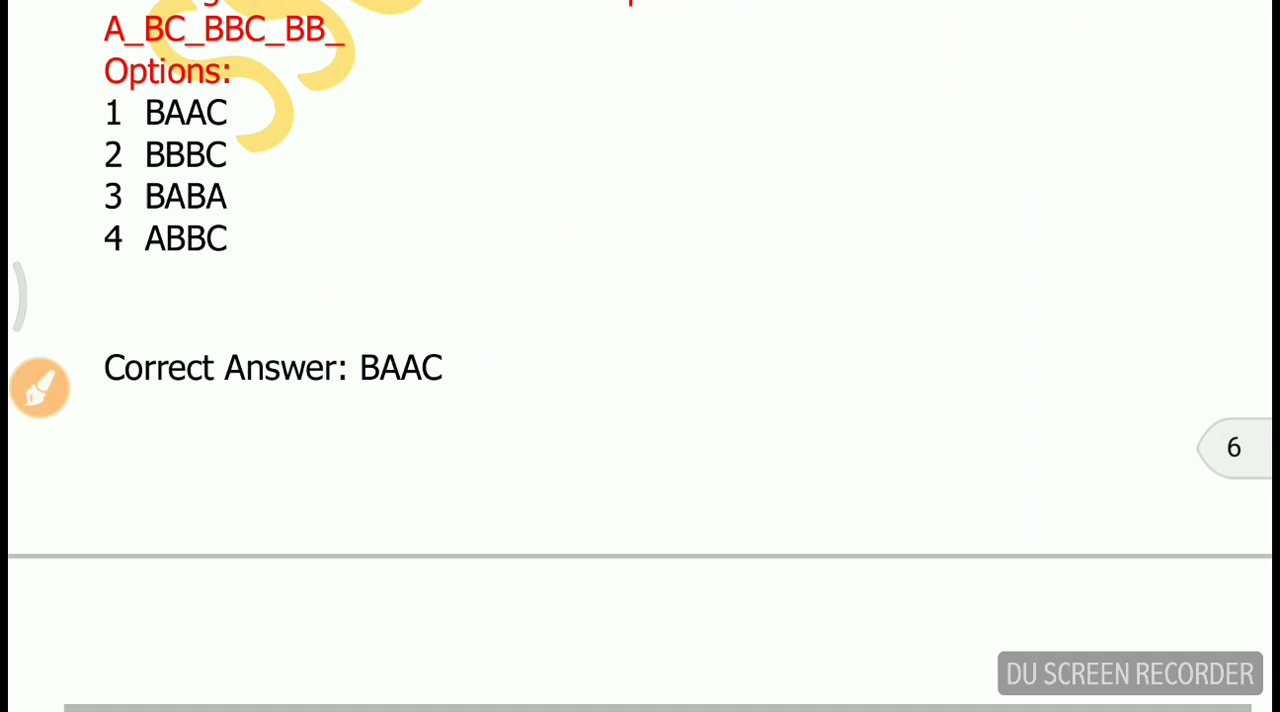 A_BC_BBC_BB_
Options:
1 BAAC
2 BBBC
3 BABA
4 ABBC
Correct Answer: BAAC
6
DU SCREEN RECORDER